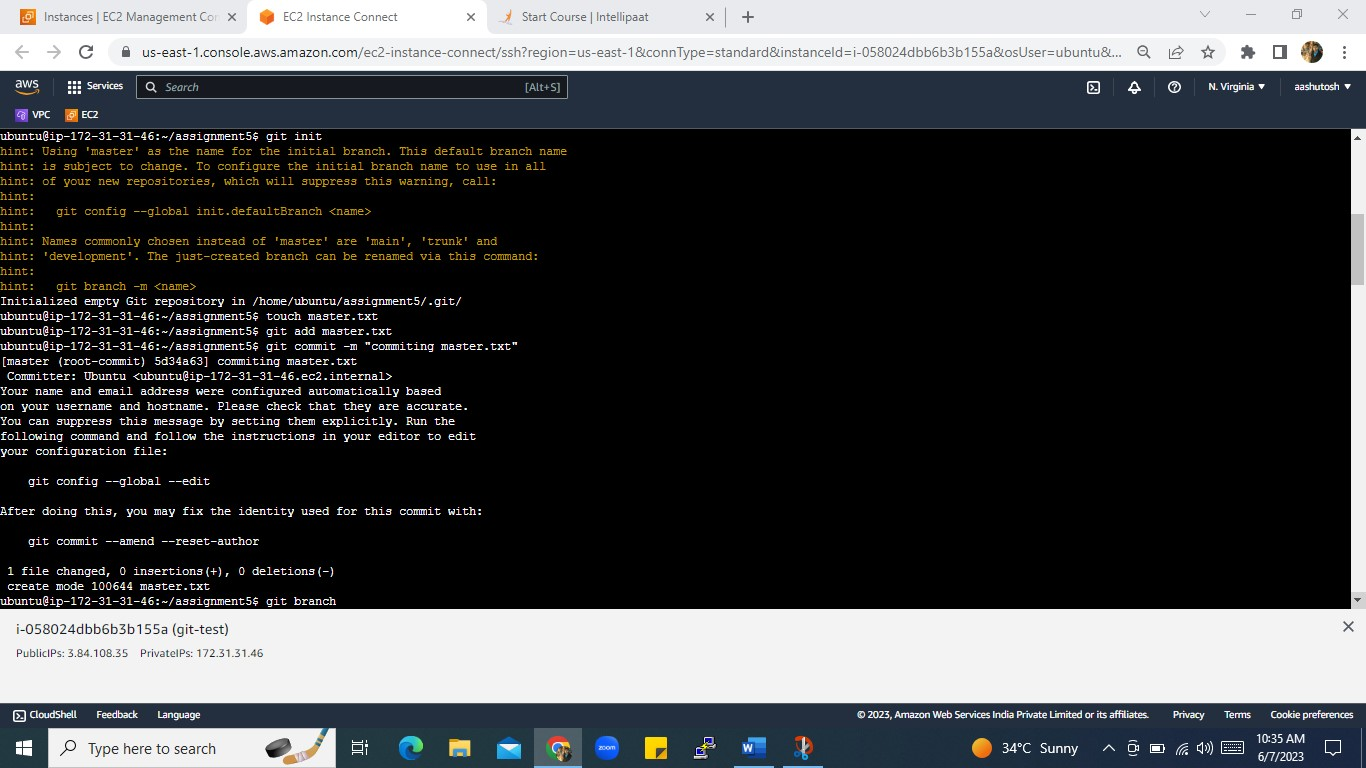 Instances | EC2 Management Con
EC2 Instance Connect
Start Course | Intellipaat
us-east-1.console.aws.amazon.com/ec2-instance-connect/ssh?region=us-east-1&connType=standard&instanceId=i-058024dbb6b3b155a&osUser=ubuntu&...
aws
Services
Search
[Alt+S]
N. Virginia
aashutosh
VPC
EC2
ubuntu@ip-172-31-31-46:~/assignment5$ git init
hint: Using 'master' as the name for the initial branch. This default branch name
hint: is subject to change. To configure the initial branch name to use in all
hint: of your new repositories, which will suppress this warning, call:
hint:
hint:   git config --global init.defaultBranch <name>
hint:
hint: Names commonly chosen instead of 'master' are 'main', 'trunk' and
hint: 'development'. The just-created branch can be renamed via this command:
hint:
hint:   git branch -m <name>
Initialized empty Git repository in /home/ubuntu/assignment5/.git/
ubuntu@ip-172-31-31-46:~/assignment5$ touch master.txt
ubuntu@ip-172-31-31-46:~/assignment5$ git add master.txt
ubuntu@ip-172-31-31-46:~/assignment5$ git commit -m "commiting master.txt"
[master (root-commit) 5d34a63] commiting master.txt
 Committer: Ubuntu <ubuntu@ip-172-31-31-46.ec2.internal>
Your name and email address were configured automatically based
on your username and hostname. Please check that they are accurate.
You can suppress this message by setting them explicitly. Run the
following command and follow the instructions in your editor to edit
your configuration file:
    git config --global --edit
After doing this, you may fix the identity used for this commit with:
    git commit --amend --reset-author
 1 file changed, 0 insertions(+), 0 deletions(-)
 create mode 100644 master.txt
ubuntu@ip-172-31-31-46:~/assignment5$ git branch
i-058024dbb6b3b155a (git-test)
PublicIPs: 3.84.108.35 PrivateIPs: 172.31.31.46
CloudShell
Feedback
Language
© 2023, Amazon Web Services India Private Limited or its affiliates.
Privacy
Terms
Cookie preferences
Type here to search
zoom
34°C Sunny
10:35 AM
6/7/2023